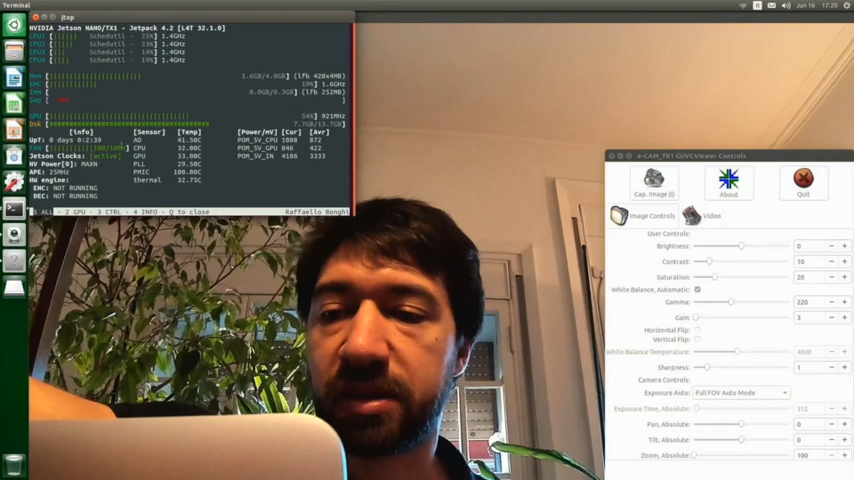 Terminal
Jun 16 17:20
jtop
NVIDIA Jetson NANO/TX1 - Jetpack 4.2 [L4T 32.1.0]
CPU1 [ Schedutil - 25%] 1.4GHz
CPU2 [ Schedutil - 23%] 1.4GHz
CPU3 [ Schedutil - 14%] 1.4GHz
CPU4 [ Schedutil - ] 1.4GHz
Mem [ 1.6GB/4.0GB] (lfb 428x4MB)
EMC [ 19%] 1.6GHz
Imm [ 0.0GB/0.3GB] (lfb 252MB)
Swp [ ]
GPU [ 54%] 921MHz
Dsk [ 7.7GB/13.7GB]
[info] [Sensor] [Temp] [Power/mW] [Cur] [Avr]
UpT: 0 days 0:2:39 AO 41.50C POM_5V_CPU 1088 872
FAN [ 100/100%] CPU 32.00C POM_5V_GPU 846 422
Jetson Clocks: [active] GPU 33.00C POM_5V_IN 4186 3333
NV Power[0]: MAXN PLL 29.50C
APE: 25MHz PMIC 100.00C
HW engine: thermal 32.75C
ENC: NOT RUNNING
DEC: NOT RUNNING
1 ALL - 2 GPU - 3 CTRL - 4 INFO - Q to close Raffaello Bonghi
e-CAM_TK1 GUVCViewer Controls
Cap. Image (I)
About
Quit
Image Controls
Video
User Controls:
Brightness: 0 - +
Contrast: 10 - +
Saturation: 20 - +
White Balance, Automatic:
Gamma: 220 - +
Gain: 3 - +
Horizontal Flip:
Vertical Flip:
White Balance Temperature: 4600 - +
Sharpness: 1 - +
Camera Controls:
Exposure Auto: Full FOV Auto Mode
Exposure Time, Absolute: 312 - +
Pan, Absolute: 0 - +
Tilt, Absolute: 0 - +
Zoom, Absolute: 100 - +